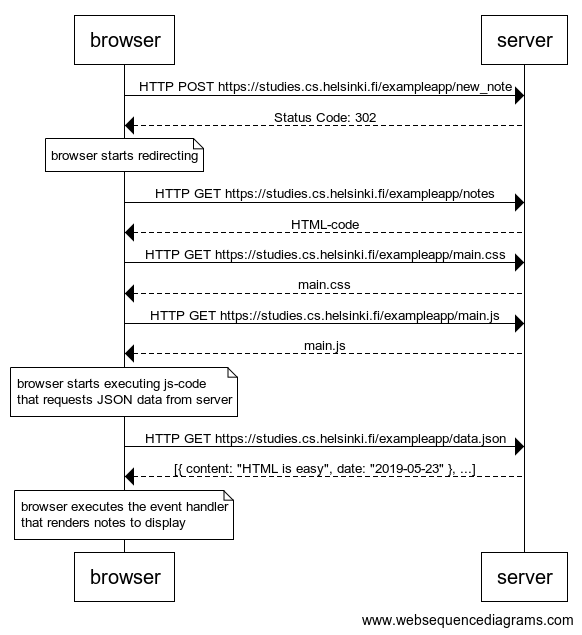 browser
server
HTTP POST https://studies.cs.helsinki.fi/exampleapp/new_note
Status Code: 302
browser starts redirecting
HTTP GET https://studies.cs.helsinki.fi/exampleapp/notes
HTML-code
HTTP GET https://studies.cs.helsinki.fi/exampleapp/main.css
main.css
HTTP GET https://studies.cs.helsinki.fi/exampleapp/main.js
main.js
browser starts executing js-code
that requests JSON data from server
HTTP GET https://studies.cs.helsinki.fi/exampleapp/data.json
[{ content: "HTML is easy", date: "2019-05-23" }, ...]
browser executes the event handler
that renders notes to display
browser
server
www.websequencediagrams.com